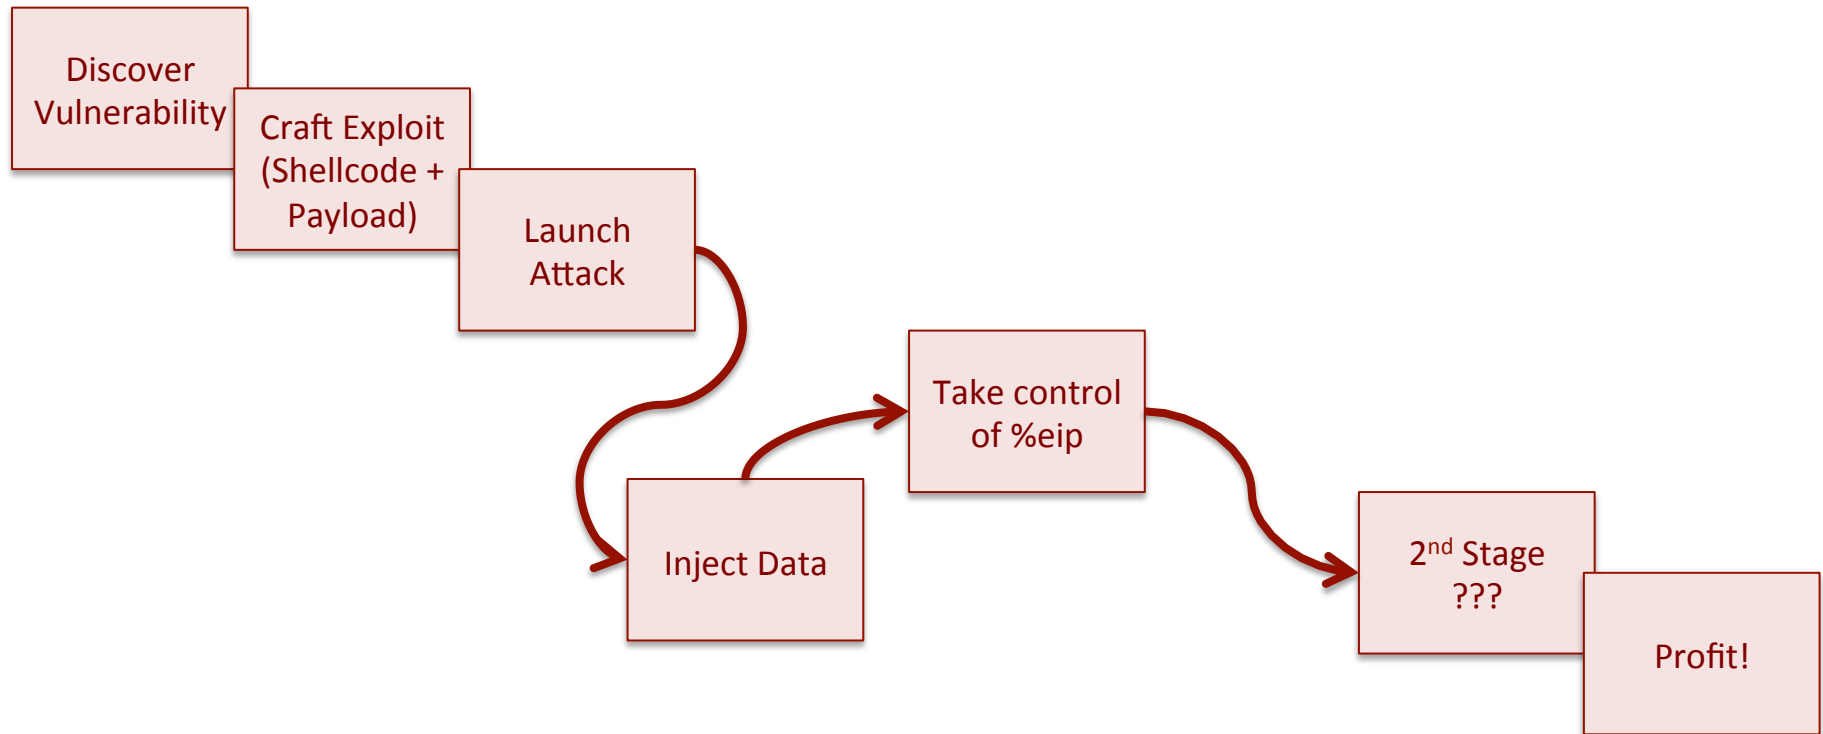 Discover
Vulnerability
Craft Exploit
(Shellcode +
Payload)
Launch
Attack
Inject Data
Take control
of %eip
2nd Stage
???
Profit!